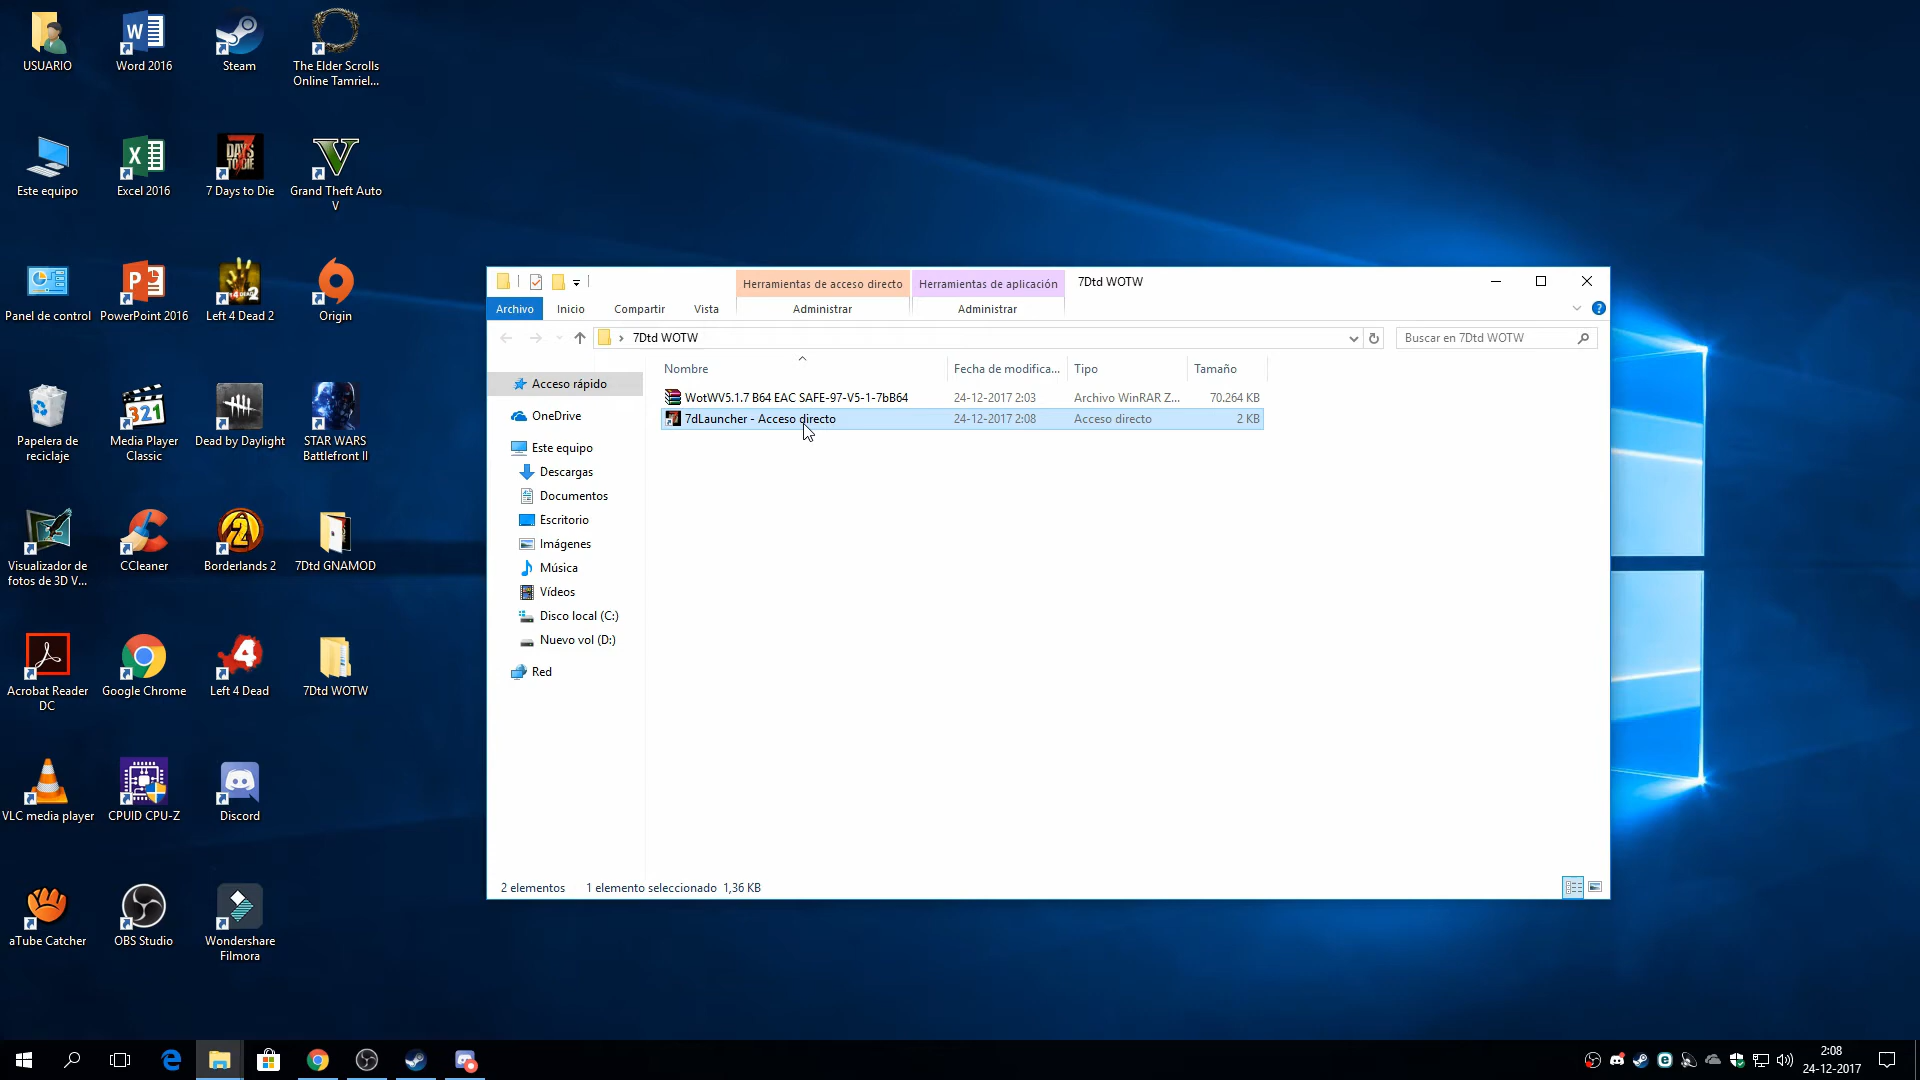 USUARIO
Word 2016
Steam
The Elder Scrolls
Online Tamriel...
Este equipo
Excel 2016
7 Days to Die
Grand Theft Auto
V
Panel de control
PowerPoint 2016
Left 4 Dead 2
Origin
Papelera de
reciclaje
Media Player
Classic
Dead by Daylight
STAR WARS
Battlefront II
Visualizador de
fotos de 3D V...
CCleaner
Borderlands 2
7Dtd GNAMOD
Acrobat Reader
DC
Google Chrome
Left 4 Dead
7Dtd WOTW
VLC media player
CPUID CPU-Z
Discord
aTube Catcher
OBS Studio
Wondershare
Filmora
Herramientas de acceso directo
Herramientas de aplicación
7Dtd WOTW
Archivo
Inicio
Compartir
Vista
Administrar
Administrar
7Dtd WOTW
Buscar en 7Dtd WOTW
Nombre
Fecha de modifica...
Tipo
Tamaño
WotWV5.1.7 B64 EAC SAFE-97-V5-1-7bB64
24-12-2017 2:03
Archivo WinRAR Z...
70.264 KB
7dLauncher - Acceso directo
24-12-2017 2:08
Acceso directo
2 KB
Acceso rápido
OneDrive
Este equipo
Descargas
Documentos
Escritorio
Imágenes
Música
Vídeos
Disco local (C:)
Nuevo vol (D:)
Red
2 elementos
1 elemento seleccionado 1,36 KB
2:08
24-12-2017